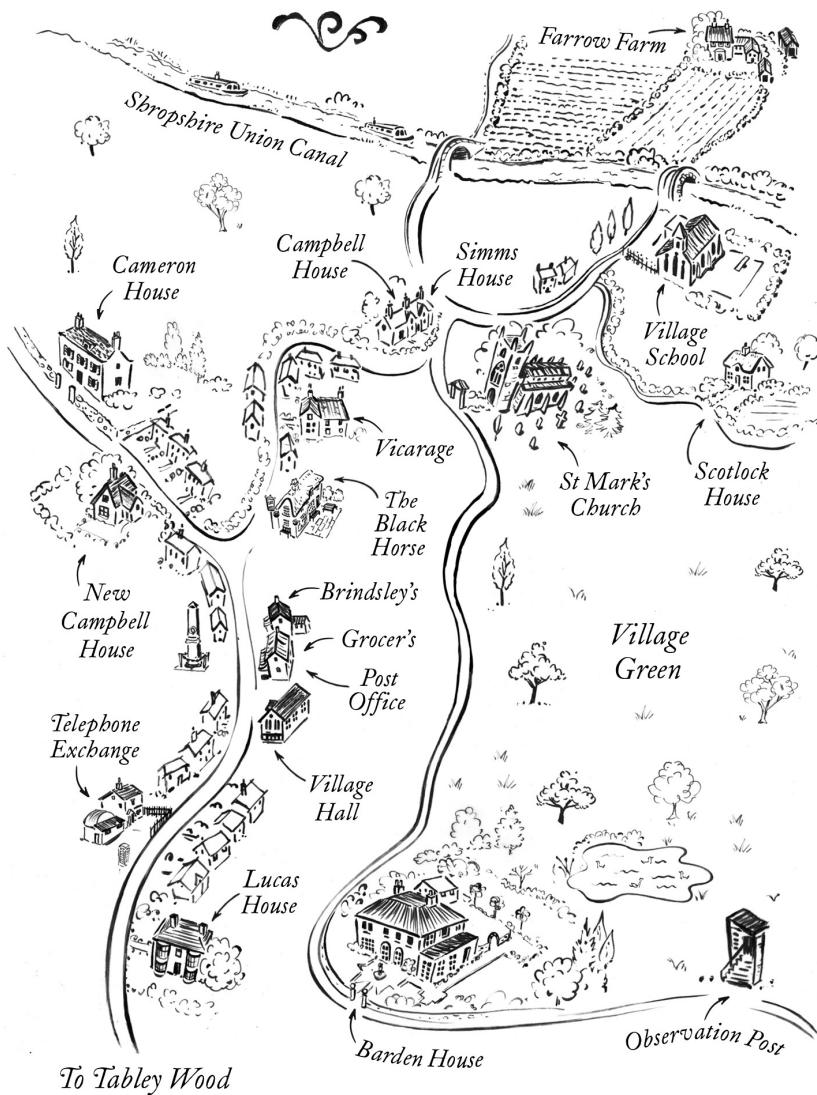 Farrow Farm
Shropshire Union Canal
Campbell
House
Simms
House
Cameron
House
Village
School
Vicarage
St Mark's
Church
Scotlock
House
The
Black
Horse
New
Campbell
House
Brindsley's
Grocer's
Post
Office
Village
Green
Telephone
Exchange
Village
Hall
Lucas
House
Observation Post
Barden House
To Tabley Wood